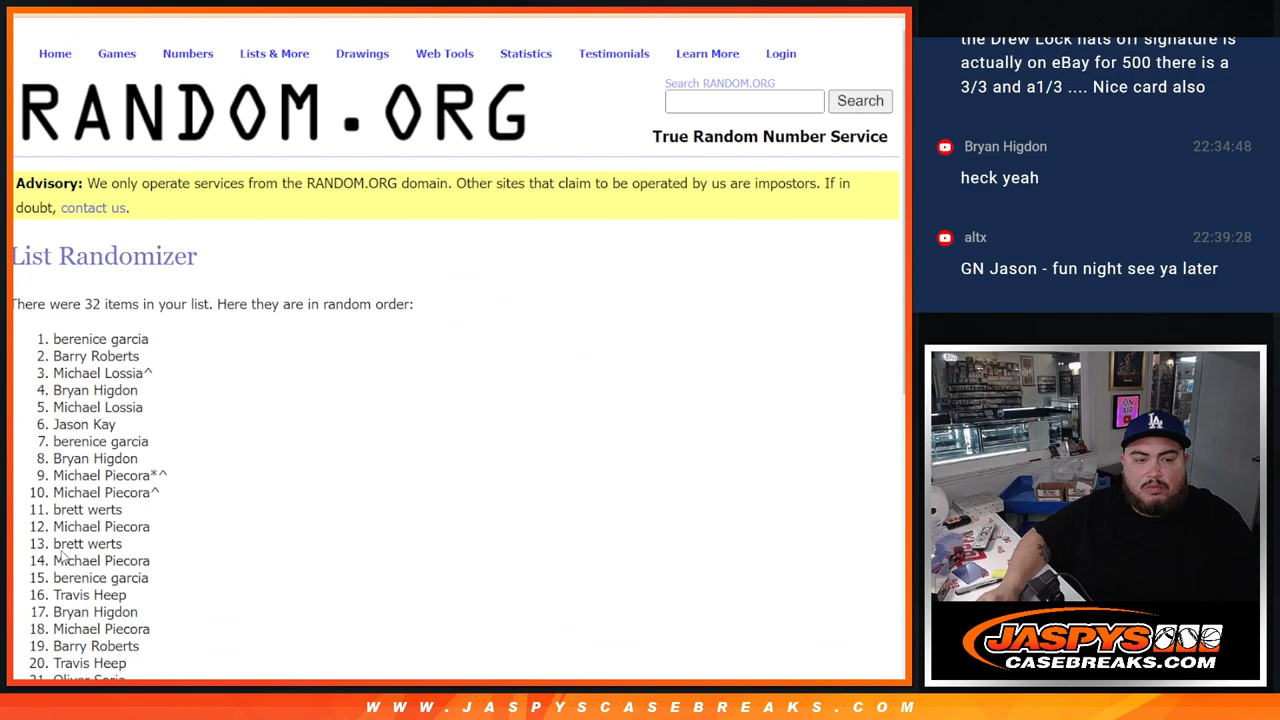 Home Games Numbers Lists & More Drawings Web Tools Statistics Testimonials Learn More Login
RANDOM.ORG
Search RANDOM.ORG
Search
True Random Number Service
Advisory: We only operate services from the RANDOM.ORG domain. Other sites that claim to be operated by us are impostors. If in
doubt, contact us.
List Randomizer
There were 32 items in your list. Here they are in random order:
1. berenice garcia
2. Barry Roberts
3. Michael Lossia^
4. Bryan Higdon
5. Michael Lossia
6. Jason Kay
7. berenice garcia
8. Bryan Higdon
9. Michael Piecora*^
10. Michael Piecora^
11. brett werts
12. Michael Piecora
13. brett werts
14. Michael Piecora
15. berenice garcia
16. Travis Heep
17. Bryan Higdon
18. Michael Piecora
19. Barry Roberts
20. Travis Heep
21. Oliver Soria
the Drew Lock hats off signature is
actually on eBay for 500 there is a
3/3 and a1/3 .... Nice card also
Bryan Higdon 22:34:48
heck yeah
altx 22:39:28
GN Jason - fun night see ya later
ON
AIR
LA
JASPYS
CASEBREAKS.COM
WWW.JASPYSCASEBREAKS.COM